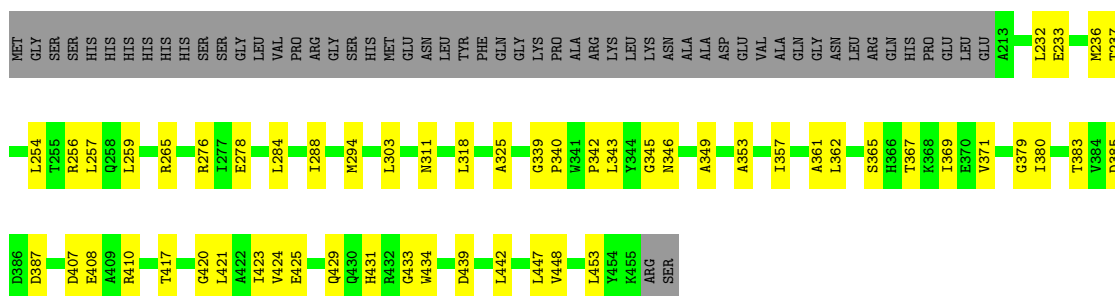 MET GLY SER SER HIS HIS HIS HIS HIS HIS SER SER GLY LEU VAL PRO ARG GLY SER HIS MET GLU ASN LEU TYR PHE GLN GLY LYS PRO ALA ARG LYS LEU LYS ASN ALA ALA ASP GLU VAL ALA GLN GLY ASN LEU ARG GLN HIS PRO GLU LEU GLU A213 L232 E233 M236 T237
L254 T255 R256 L257 Q258 L259 R265 R276 I277 E278 L284 I288 M294 L303 N311 L318 A325 G339 P340 W341 P342 L343 Y344 G345 N346 A349 A353 I357 A361 L362 S365 H366 T367 K368 I369 E370 V371 G379 I380 T383 V384 D385
D386 D387 D407 E408 A409 R410 T417 G420 L421 A422 I423 V424 E425 Q429 Q430 H431 R432 G433 W434 D439 L442 L447 V448 L453 Y454 K455 ARG SER